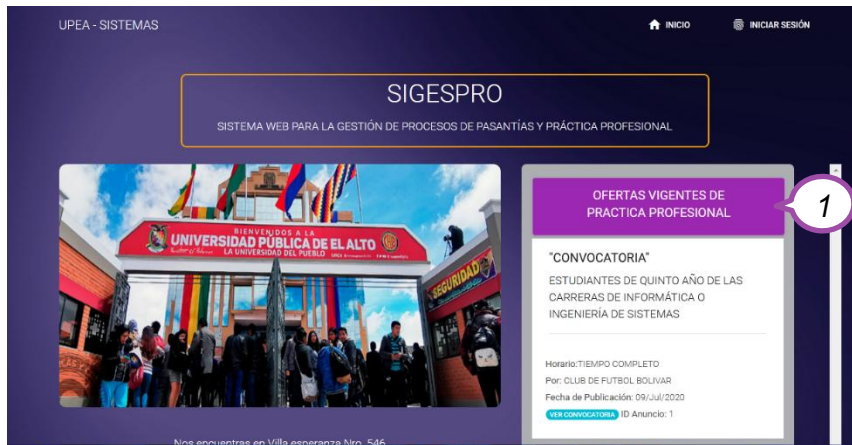 UPEA - SISTEMAS
INICIO
INICIAR SESIÓN
SIGESPRO
SISTEMA WEB PARA LA GESTIÓN DE PROCESOS DE PASANTÍAS Y PRÁCTICA PROFESIONAL
BIENVENIDOS A LA
UNIVERSIDAD PÚBLICA DE EL ALTO
LA UNIVERSIDAD DEL PUEBLO
SEGURIDAD
OFERTAS VIGENTES DE
PRACTICA PROFESIONAL
1
"CONVOCATORIA"
ESTUDIANTES DE QUINTO AÑO DE LAS
CARRERAS DE INFORMÁTICA O
INGENIERÍA DE SISTEMAS
Horario:TIEMPO COMPLETO
Por: CLUB DE FUTBOL BOLIVAR
Fecha de Publicación: 09/Jul/2020
VER CONVOCATORIA ID Anuncio: 1
Nos encuentras en Villa esperanza Nro. 546